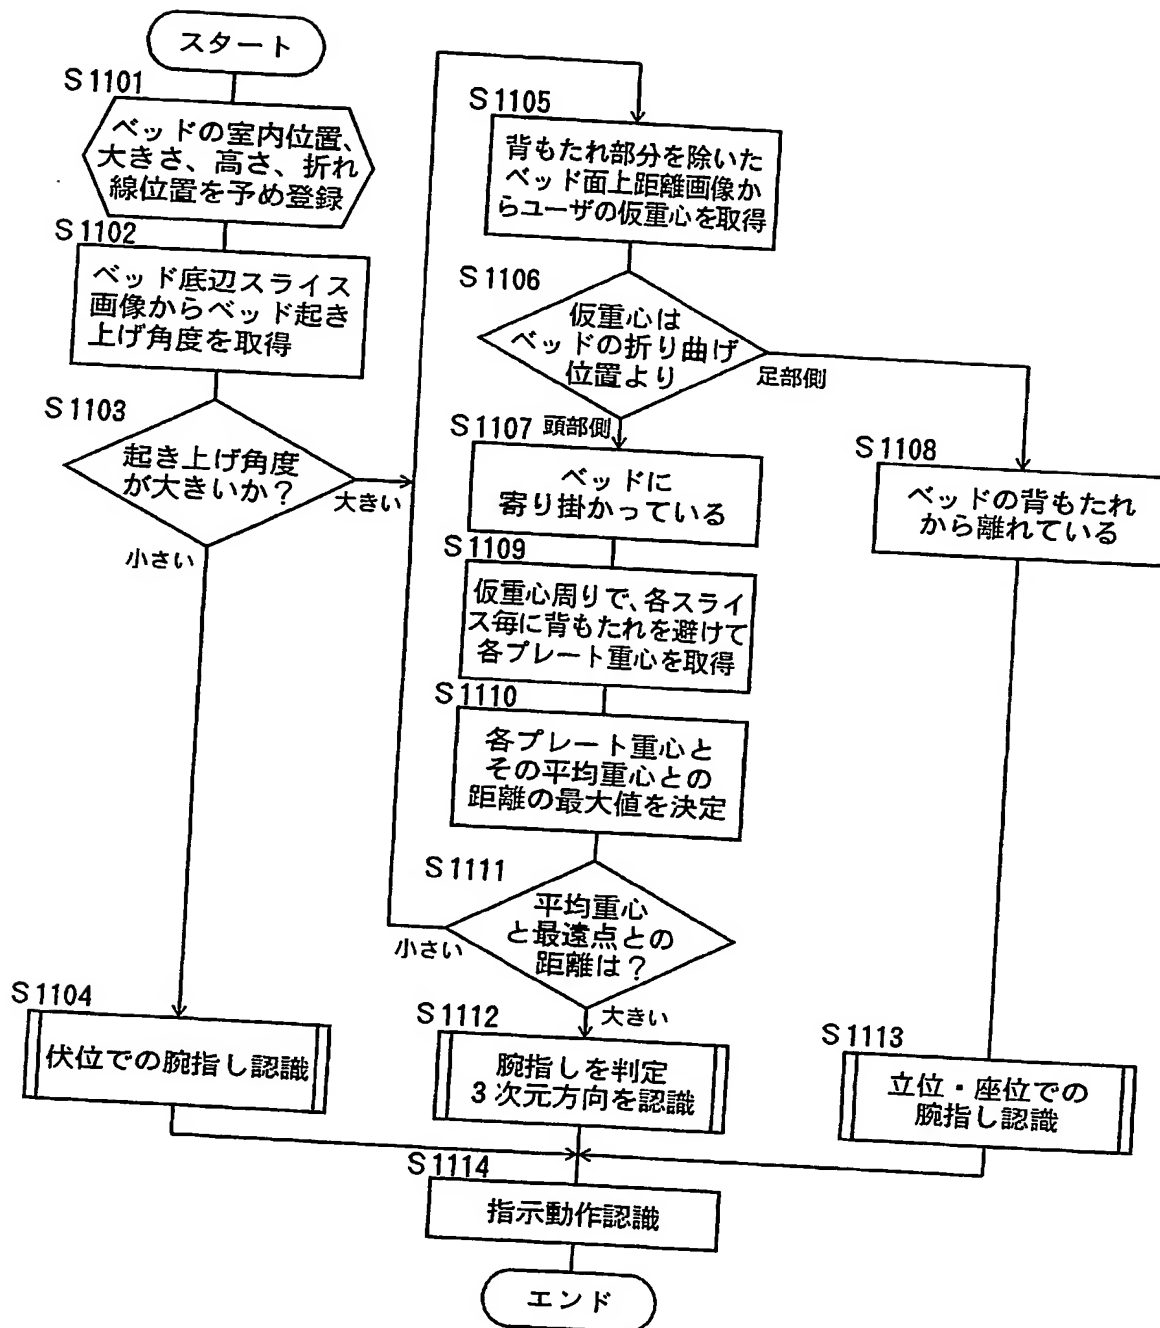 スタート
S1101
ベッドの室内位置、
大きさ、高さ、折れ
線位置を予め登録
S1102
ベッド底辺スライス
画像からベッド起き
上げ角度を取得
S1103
起き上げ角度
が大きいか？
大きい
小さい
S1104
伏位での腕指し認識
S1105
背もたれ部分を除いた
ベッド面上距離画像か
らユーザの仮重心を取得
S1106
仮重心は
ベッドの折り曲げ
位置より
足部側
頭部側
S1107
ベッドに
寄り掛かっている
S1108
ベッドの背もたれ
から離れている
S1109
仮重心周りで、各スライ
ス毎に背もたれを避けて
各プレート重心を取得
S1110
各プレート重心と
その平均重心との
距離の最大値を決定
S1111
平均重心
と最遠点との
距離は？
小さい
大きい
S1112
腕指しを判定
3次元方向を認識
S1113
立位・座位での
腕指し認識
S1114
指示動作認識
エンド